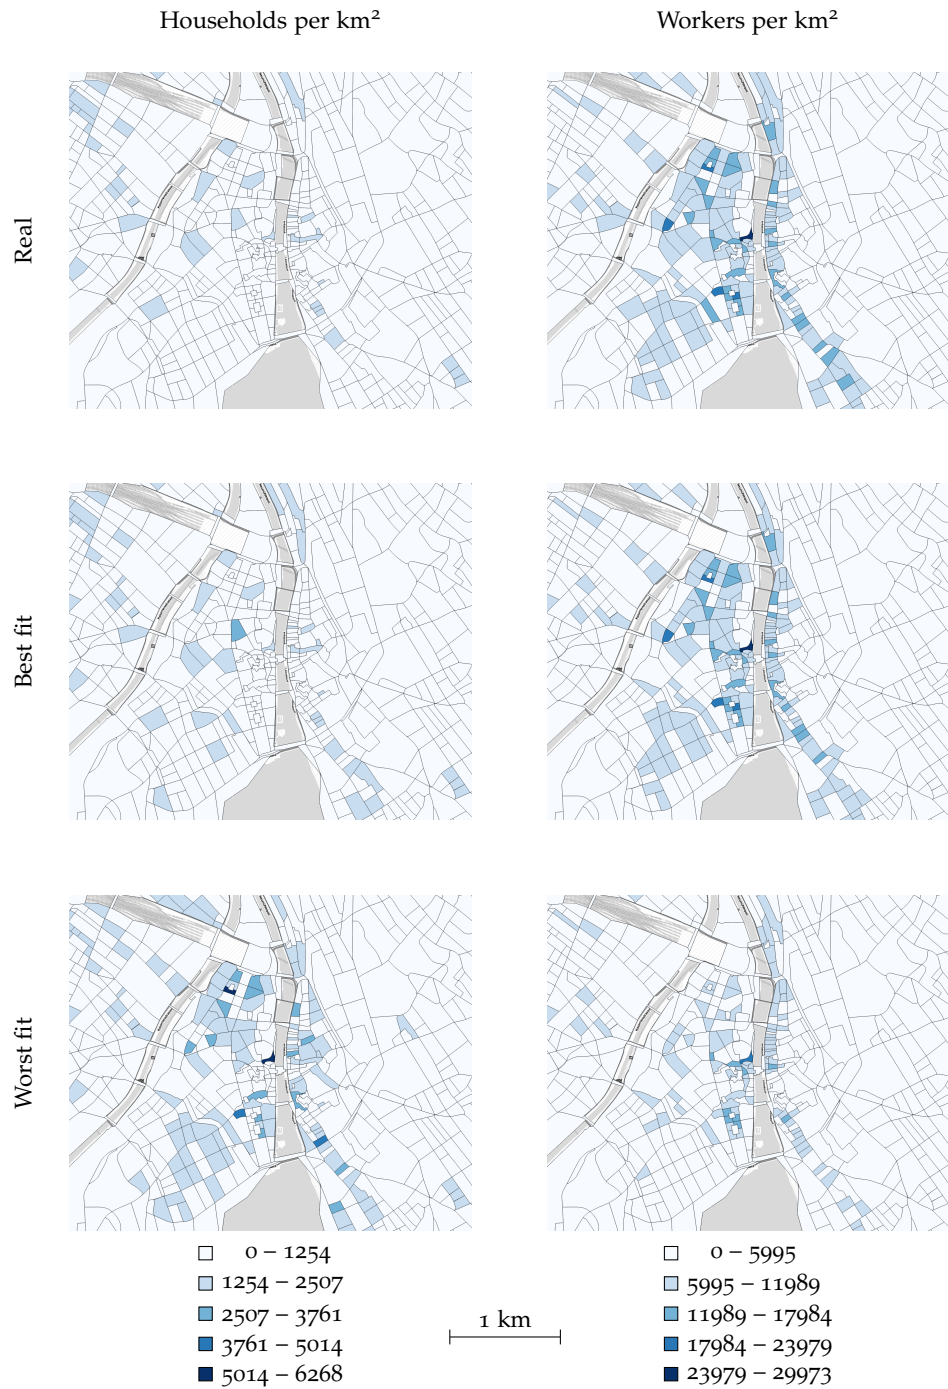 Households per km²
Workers per km²
Real
Best fit
Worst fit
0 – 1254
1254 – 2507
2507 – 3761
3761 – 5014
5014 – 6268
1 km
0 – 5995
5995 – 11989
11989 – 17984
17984 – 23979
23979 – 29973